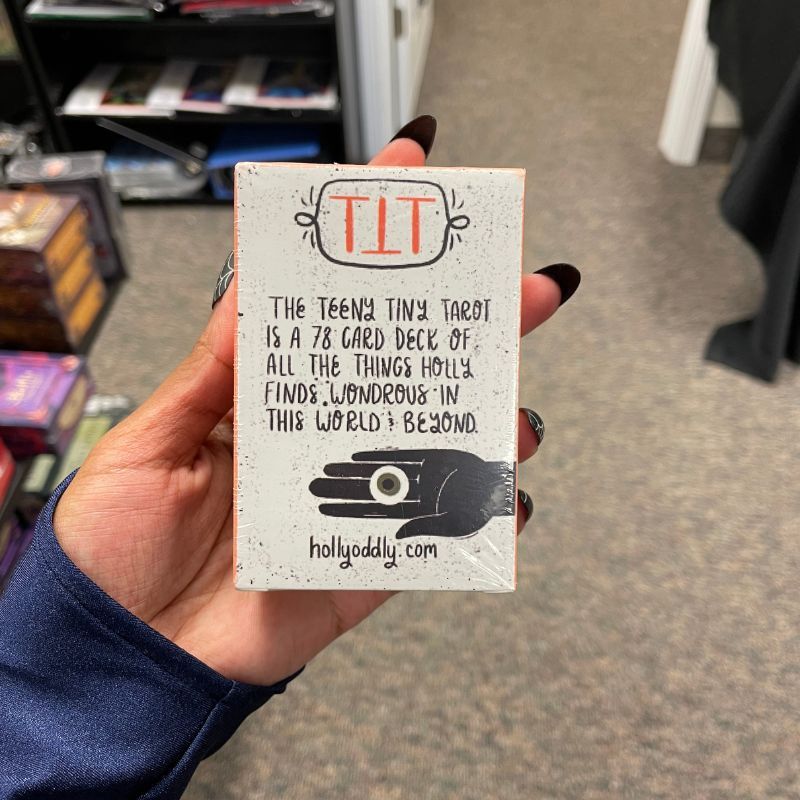 TTT
THE TEENY TINY TAROT
IS A 78 CARD DECK OF
ALL THE THINGS HOLLY
FINDS WONDROUS IN
THIS WORLD & BEYOND.
hollyoddly.com